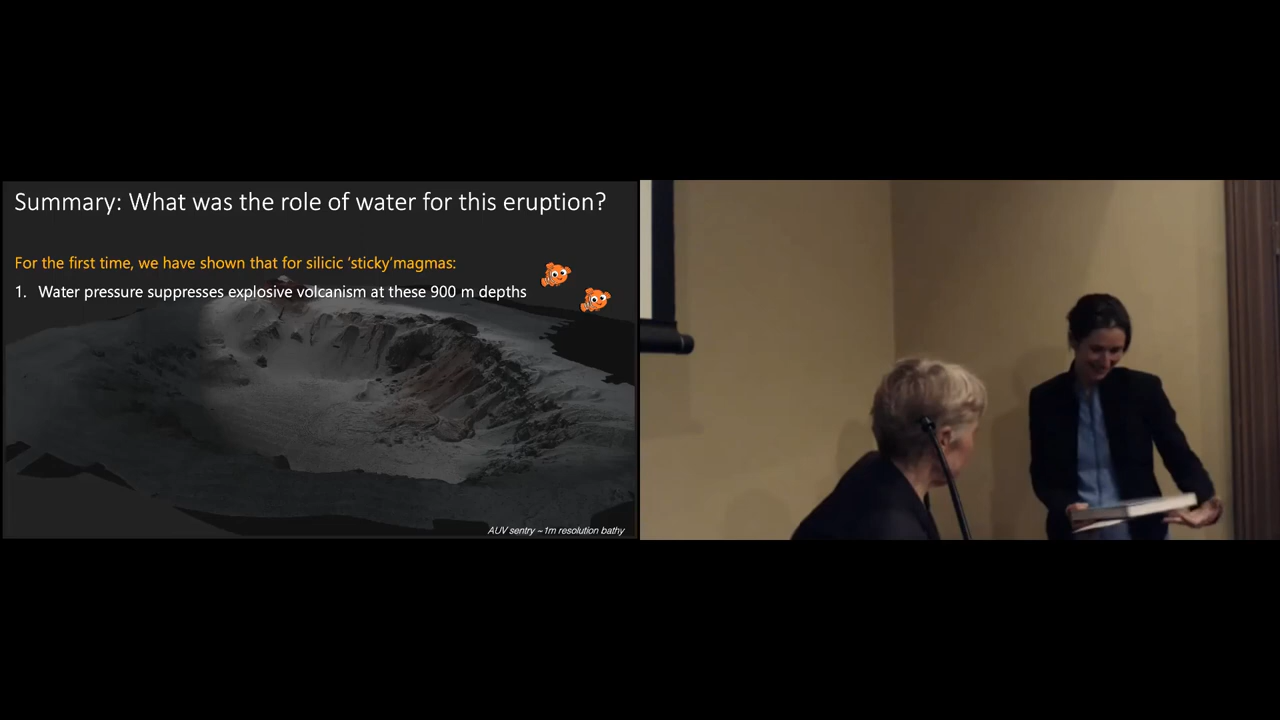 Summary: What was the role of water for this eruption?
For the first time, we have shown that for silicic 'sticky'magmas:
1. Water pressure suppresses explosive volcanism at these 900 m depths
AUV sentry ~1m resolution bathy